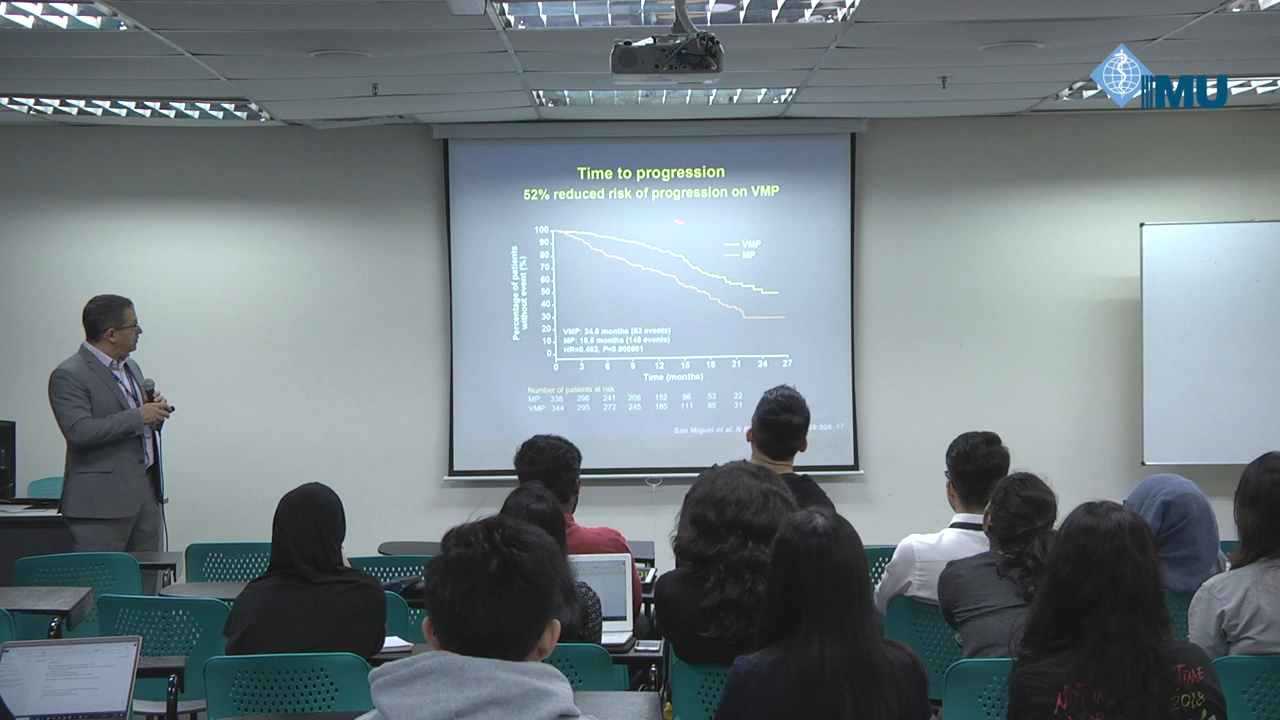 IMU
Time to progression
52% reduced risk of progression on VMP
Percentage of patients
without event (%)
100
90
80
70
60
50
40
30
20
10
0
VMP
MP
VMP: 24.0 months (83 events)
MP: 16.6 months (146 events)
HR=0.483, P<0.000001
0 3 6 9 12 15 18 21 24 27
Time (months)
Number of patients at risk
MP: 338 296 241 206 152 86 53 22
VMP: 344 295 272 245 185 111 65 31
San Miguel et al. N
906–17
TIME
2018